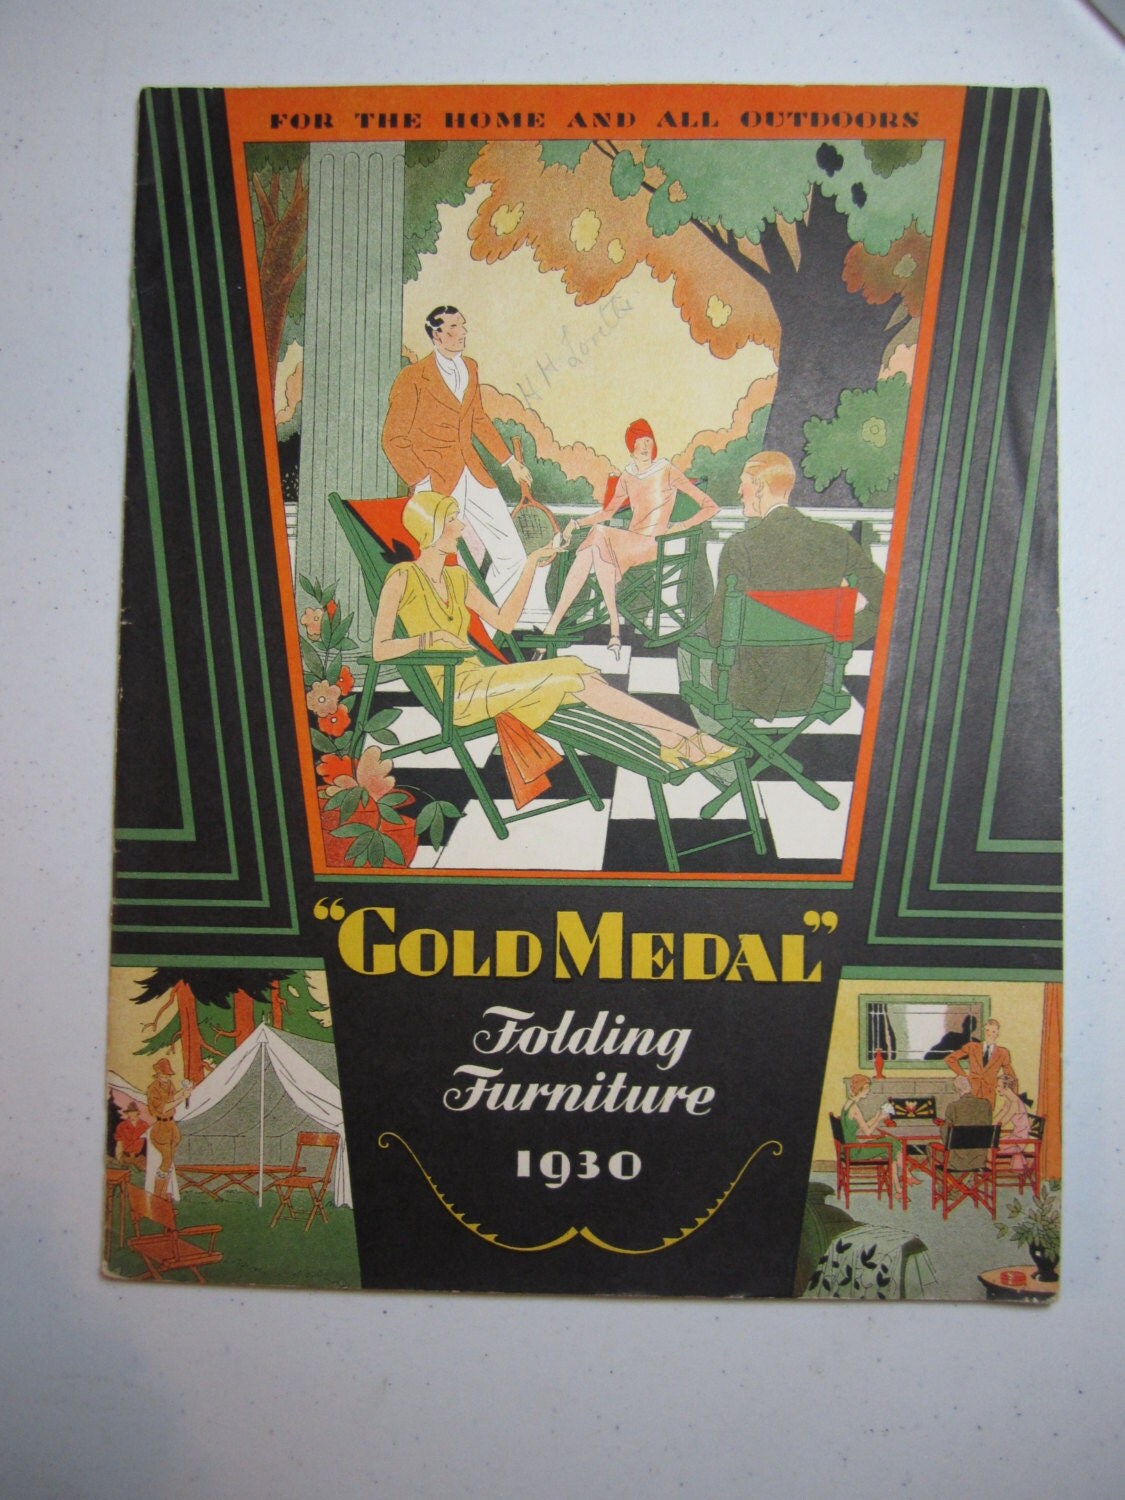 FOR THE HOME AND ALL OUTDOORS
H H
"GOLD MEDAL"
Folding
Furniture
1930